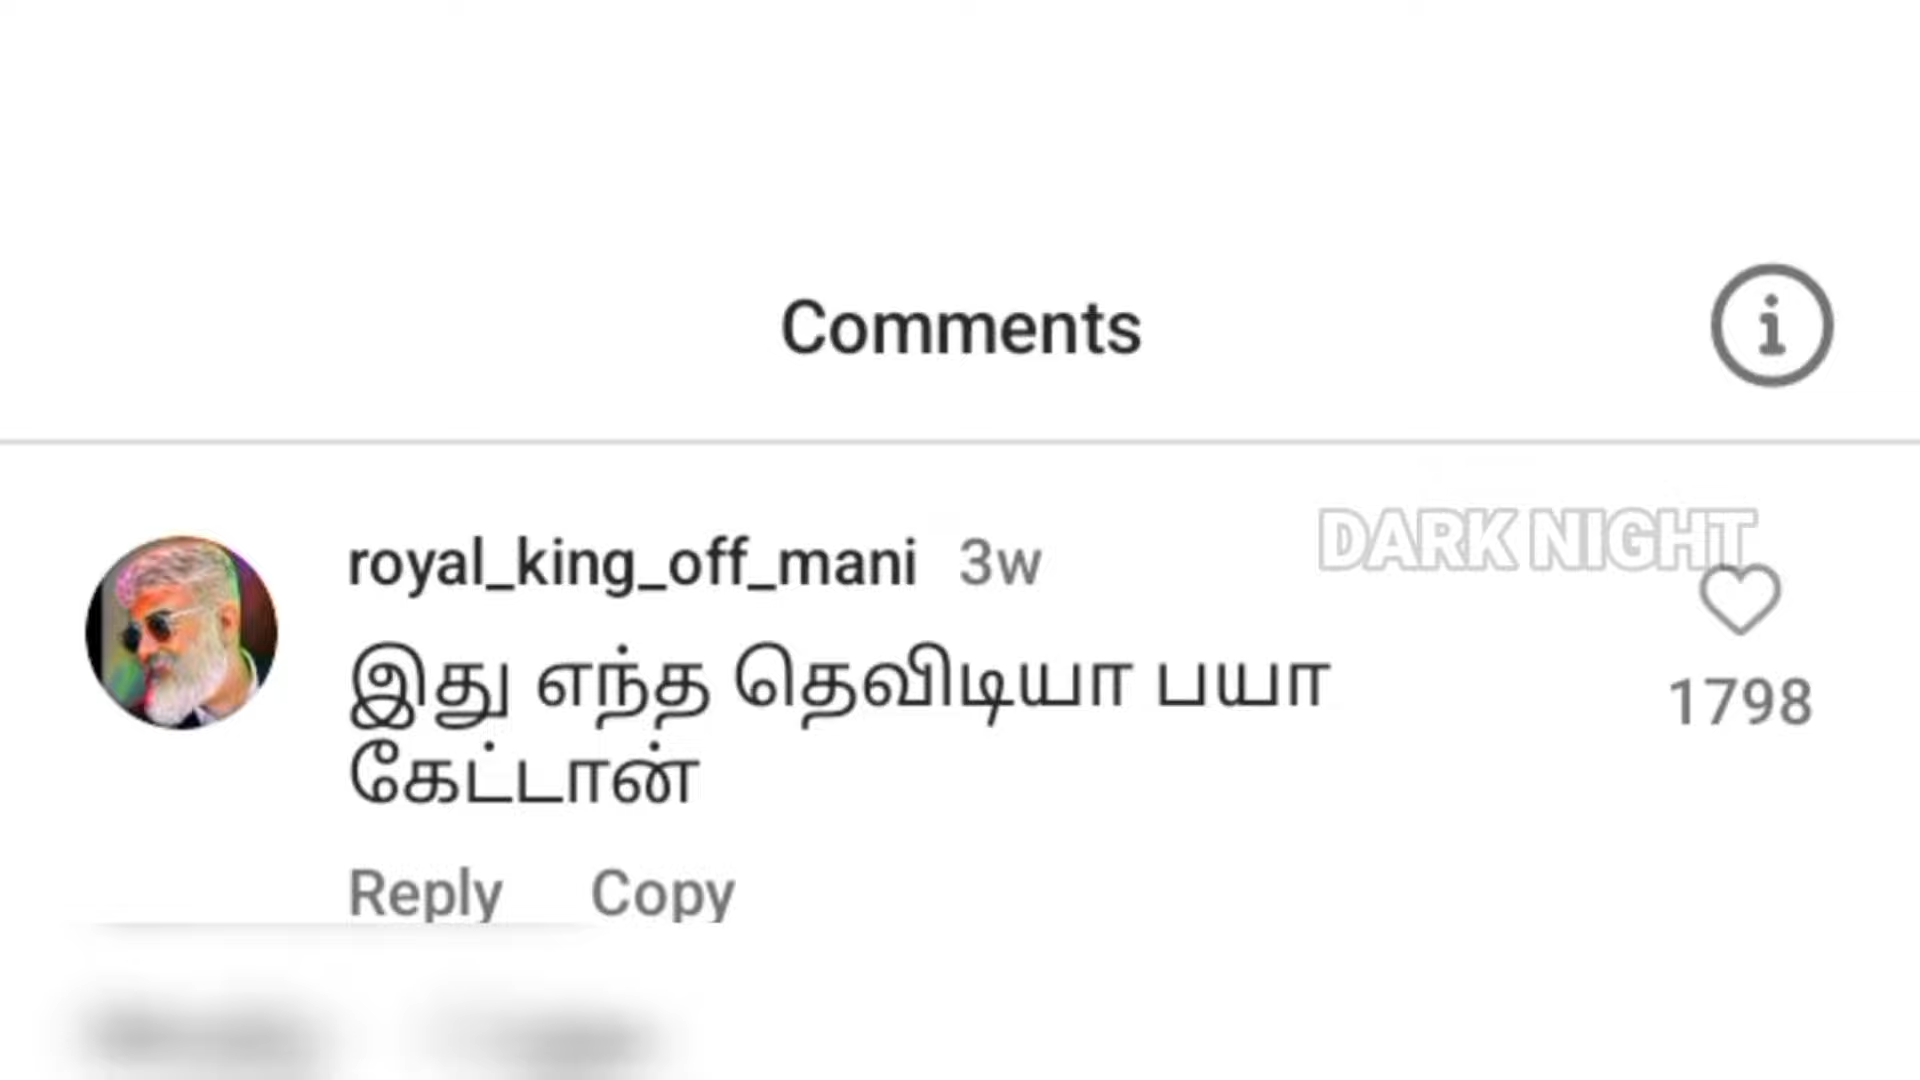 Comments
DARK NIGHT
royal_king_off_mani 3w
இது எந்த தெவிடியா பயா
கேட்டான்
1798
Reply Copy